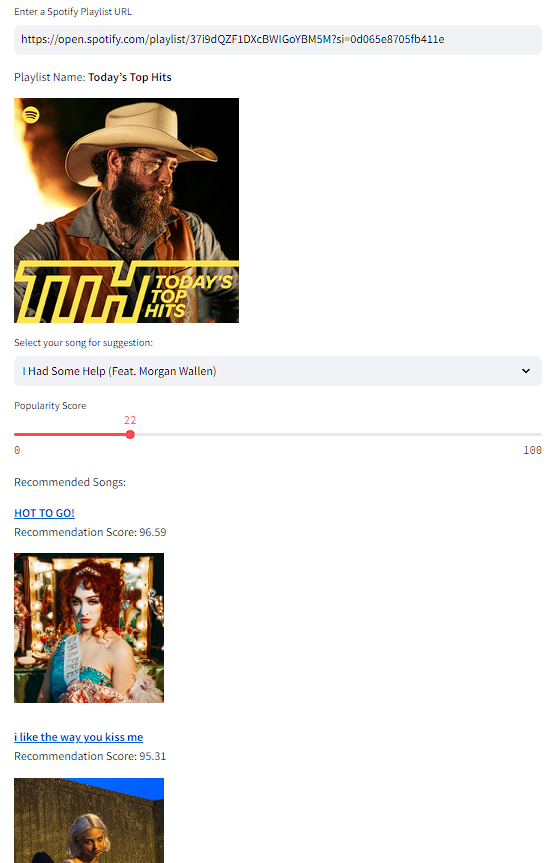 Enter a Spotify Playlist URL
https://open.spotify.com/playlist/37i9dQZF1DXcBWIGoYBM5M?si=0d065e8705fb411e
Playlist Name: Today's Top Hits
TTH TODAY'S
TOP
HITS
Select your song for suggestion:
I Had Some Help (Feat. Morgan Wallen)
Popularity Score
22
0 100
Recommended Songs:
HOT TO GO!
Recommendation Score: 96.59
CHAPPE
i like the way you kiss me
Recommendation Score: 95.31